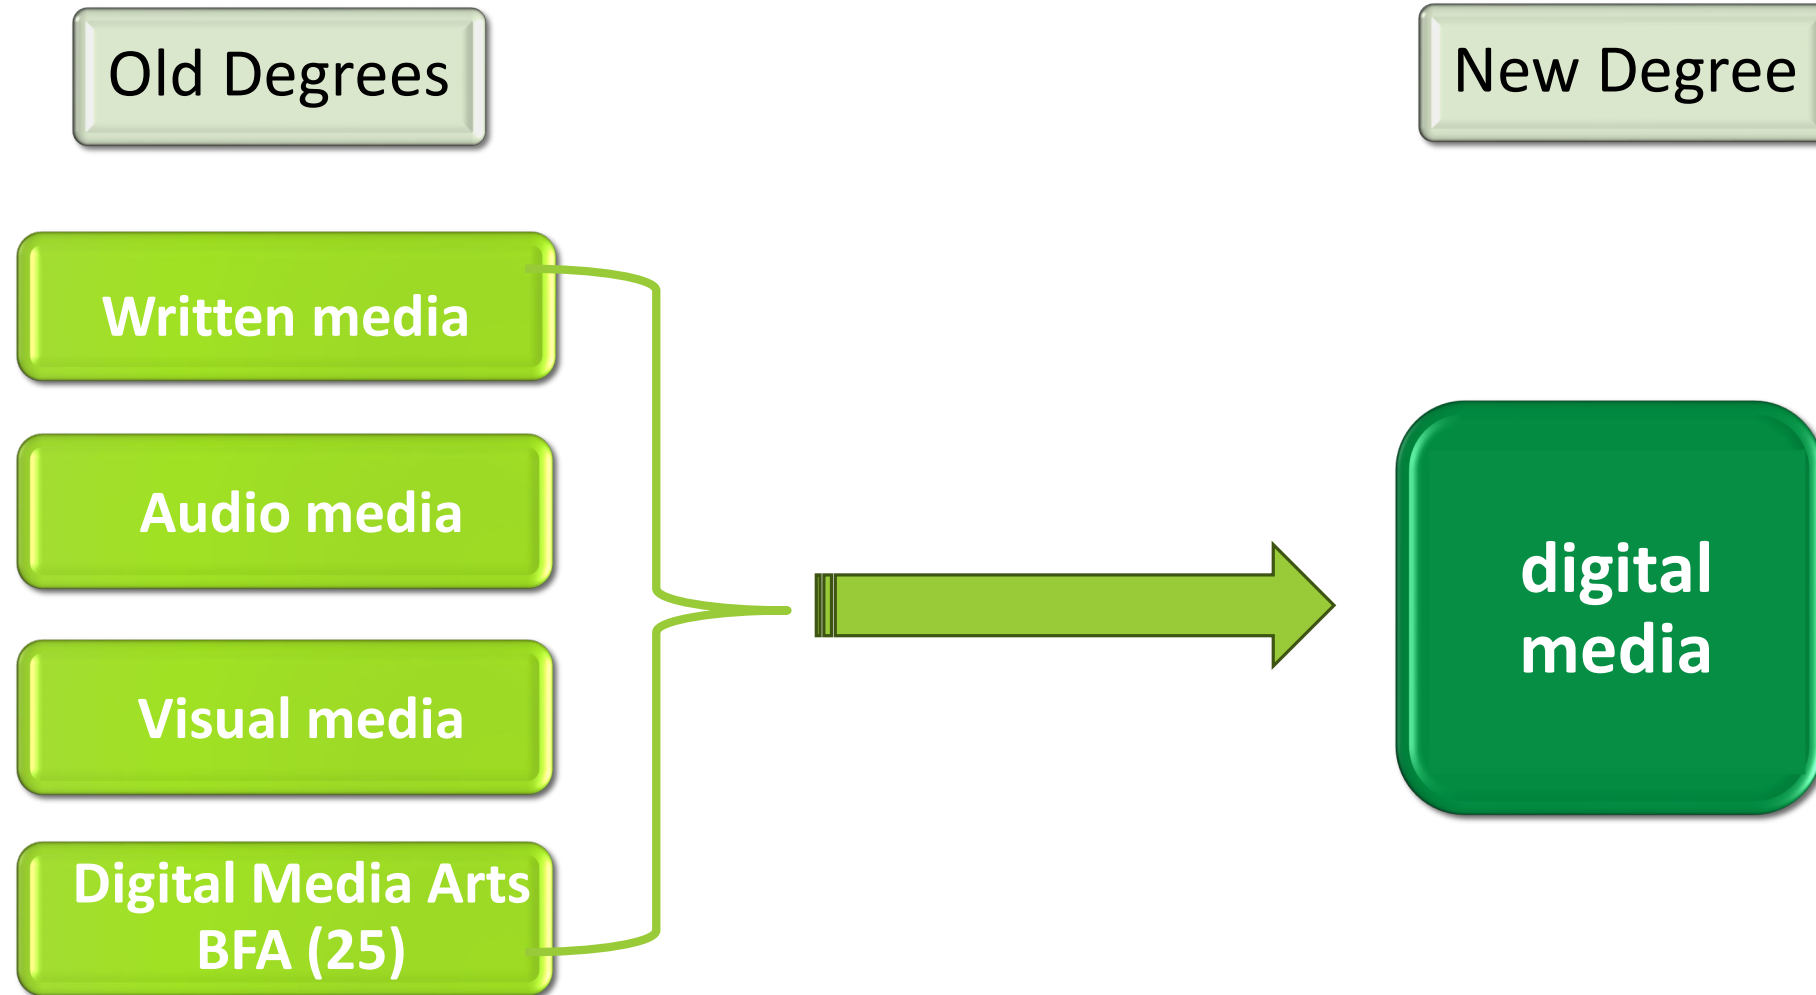 Old Degrees
New Degree
Written media
Audio media
Visual media
Digital Media Arts
BFA (25)
digital
media